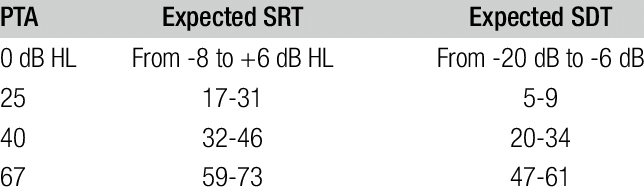 PTA Expected SRT Expected SDT
0 dB HL From -8 to +6 dB HL From -20 dB to -6 dB
25 17-31 5-9
40 32-46 20-34
67 59-73 47-61